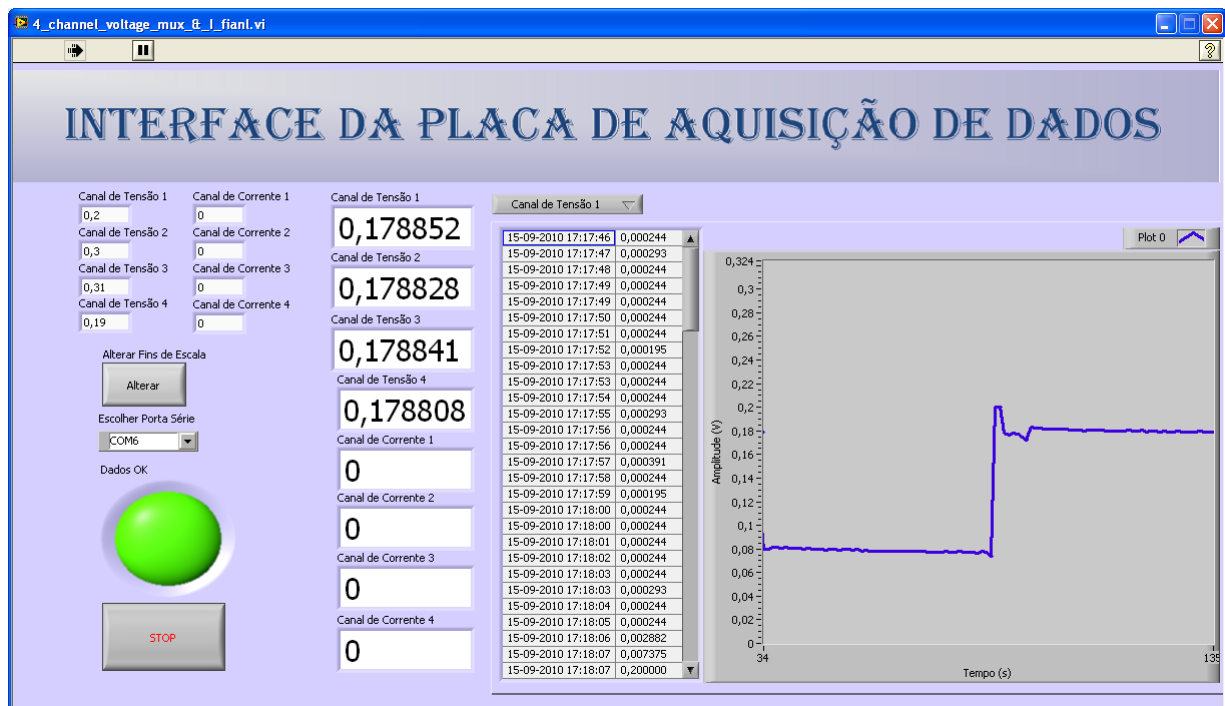 4_channel_voltage_mux_&_I_fianl.vi
INTERFACE DA PLACA DE AQUISIÇÃO DE DADOS
Canal de Tensão 1
0,2
Canal de Tensão 2
0,3
Canal de Tensão 3
0,31
Canal de Tensão 4
0,19
Canal de Corrente 1
0
Canal de Corrente 2
0
Canal de Corrente 3
0
Canal de Corrente 4
0
Alterar Fins de Escala
Alterar
Escolher Porta Série
COM6
Dados OK
STOP
Canal de Tensão 1
0,178852
Canal de Tensão 2
0,178828
Canal de Tensão 3
0,178841
Canal de Tensão 4
0,178808
Canal de Corrente 1
0
Canal de Corrente 2
0
Canal de Corrente 3
0
Canal de Corrente 4
0
Canal de Tensão 1
15-09-2010 17:17:46 0,000244
15-09-2010 17:17:47 0,000293
15-09-2010 17:17:48 0,000244
15-09-2010 17:17:49 0,000244
15-09-2010 17:17:49 0,000244
15-09-2010 17:17:50 0,000244
15-09-2010 17:17:51 0,000244
15-09-2010 17:17:52 0,000195
15-09-2010 17:17:53 0,000244
15-09-2010 17:17:53 0,000244
15-09-2010 17:17:54 0,000244
15-09-2010 17:17:55 0,000293
15-09-2010 17:17:56 0,000244
15-09-2010 17:17:56 0,000244
15-09-2010 17:17:57 0,000391
15-09-2010 17:17:58 0,000244
15-09-2010 17:17:59 0,000195
15-09-2010 17:18:00 0,000244
15-09-2010 17:18:00 0,000244
15-09-2010 17:18:01 0,000244
15-09-2010 17:18:02 0,000244
15-09-2010 17:18:03 0,000244
15-09-2010 17:18:03 0,000293
15-09-2010 17:18:04 0,000244
15-09-2010 17:18:05 0,000244
15-09-2010 17:18:06 0,002882
15-09-2010 17:18:07 0,007375
15-09-2010 17:18:07 0,200000
Plot 0
Amplitude (V)
0,324
0,3
0,28
0,26
0,24
0,22
0,2
0,18
0,16
0,14
0,12
0,1
0,08
0,06
0,04
0,02
0
34
135
Tempo (s)